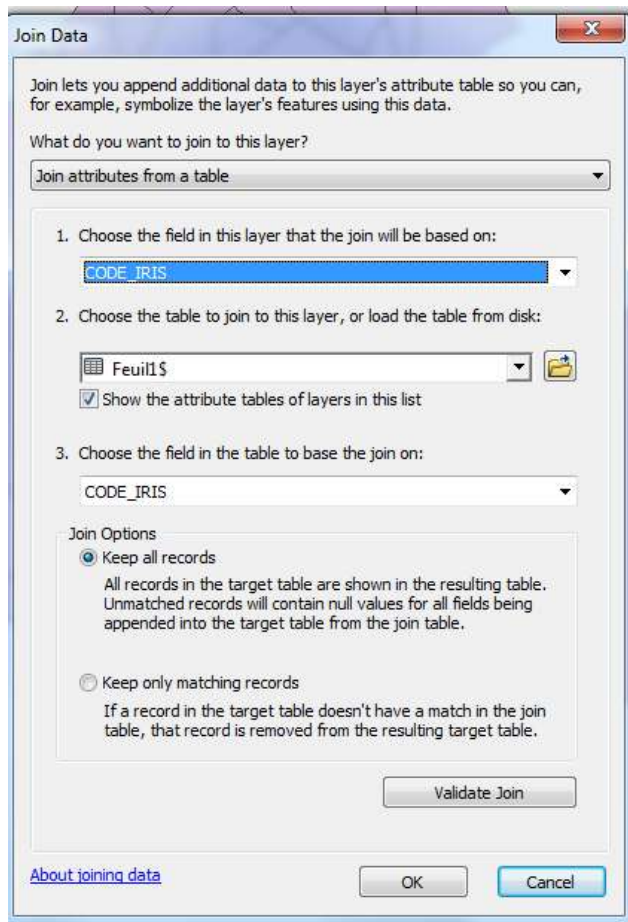 Join Data
Join lets you append additional data to this layer's attribute table so you can,
for example, symbolize the layer's features using this data.
What do you want to join to this layer?
Join attributes from a table
1. Choose the field in this layer that the join will be based on:
CODE_IRIS
2. Choose the table to join to this layer, or load the table from disk:
Feuil1$
Show the attribute tables of layers in this list
3. Choose the field in the table to base the join on:
CODE_IRIS
Join Options
Keep all records
All records in the target table are shown in the resulting table.
Unmatched records will contain null values for all fields being
appended into the target table from the join table.
Keep only matching records
If a record in the target table doesn't have a match in the join
table, that record is removed from the resulting target table.
Validate Join
About joining data
OK
Cancel